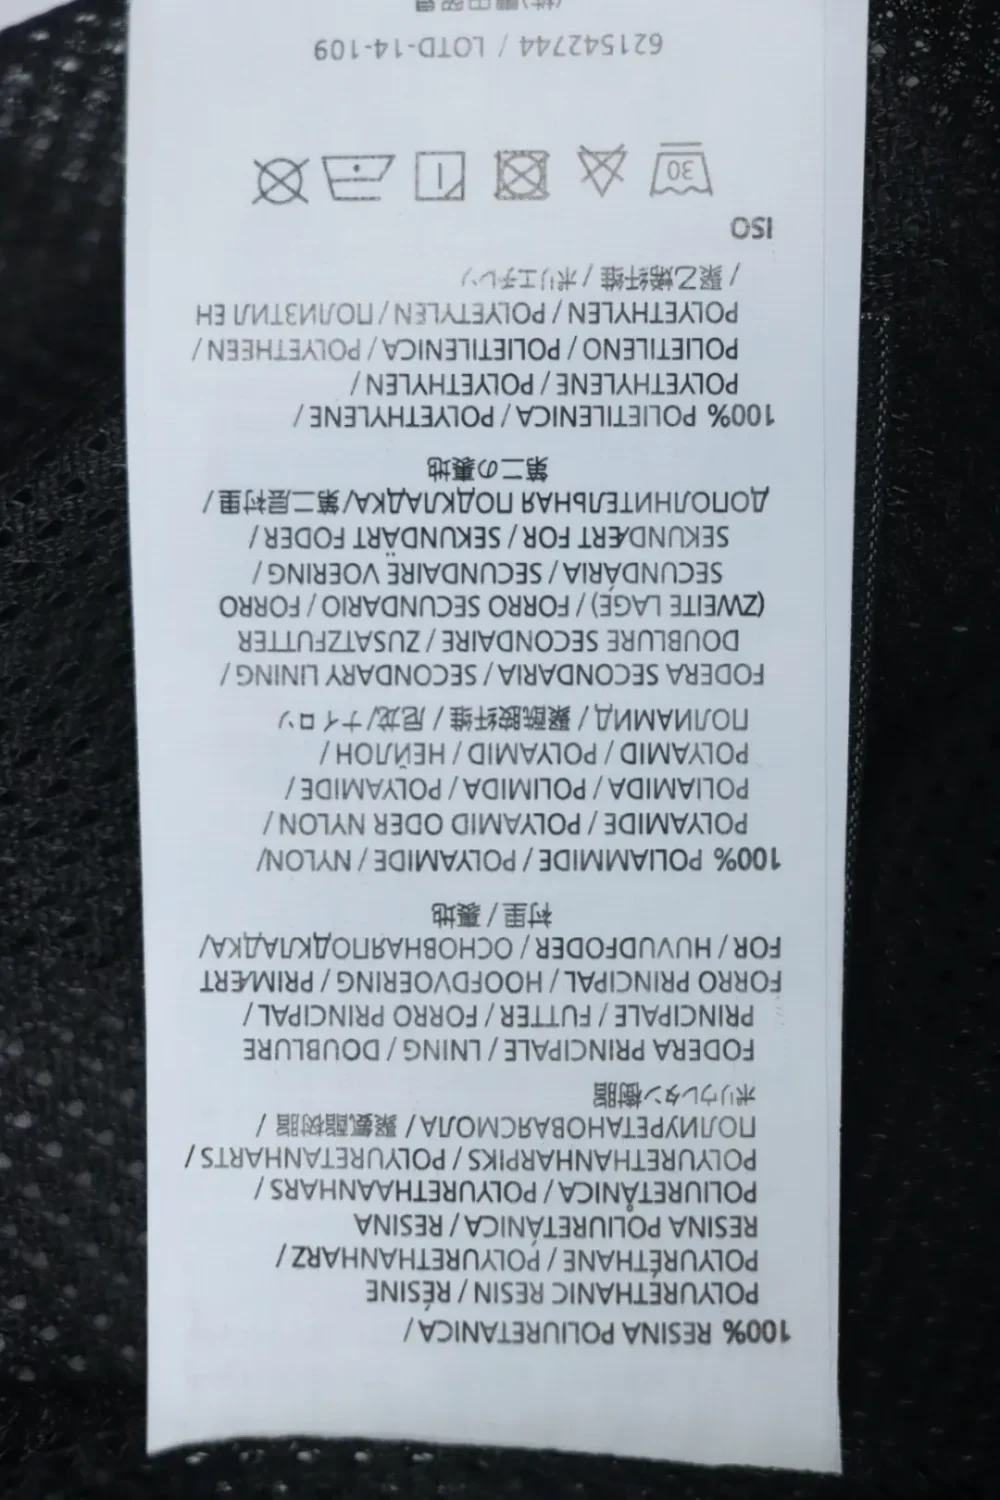 100% RESINA POLIURETANICA /
POLYURÉTHANIC RESIN / RÉSINE
POLYURÉTHANE / POLYURETHANHARZ /
RESINA POLIURETÁNICA / RESINA
POLIURETÂNICA / POLYURETHAANHARS /
POLYURETHANHARPIKS / POLYURETANHARTS /
ПОЛИУРЕТАНОВАЯСМОЛА / 聚氨酯树脂 /
ポリウレタン樹脂
FODERA PRINCIPALE / LNING / DOUBLURE
PRINCIPALE / FUTTER / FORRO PRINCIPAL /
FORRO PRINCIPAL / HOOFDVOERING / PRIMÆRT
FOR / HUVUDFODER / ОСНОВНАЯПОДКЛАДКА/
衬里 / 裏地
100% POLIAMMIDE / POLYAMIDE / NYLON/
POLYAMIDE / POLYAMID ODER NYLON /
POLIAMIDA / POLIMIDA / POLYAMIDE /
POLYAMID / POLYAMID / НЕЙЛОН /
ПОЛИАМИД / 聚酰胺纤维 / 尼龙/ナイロン
FODERA SECONDARIA / SECONDARY LINING /
DOUBLURE SECONDAIRE / ZUSATZFUTTER
(ZWEITE LAGE) / FORRO SECUNDARIO / FORRO
SECUNDÁRIA / SECUNDAIRE VOERING /
SEKUNDÆRT FOR / SEKUNDÄRT FODER /
ДОПОЛНИТЕЛЬНАЯ ПОДКЛАДКА/第二层衬里 /
第二の裏地
100% POLIETILENICA / POLYETHYLENE /
POLYETHYLENE / POLYETHYLEN /
POLIETILENO / POLIETILENICA / POLYETHEEN /
POLYETHYLEN / POLYETYLEN / ПОЛИЗТИЛ ЕН
/ 聚乙烯纤维 / ポリエチレン
ISO
30
621542744 / LOTD-14-109